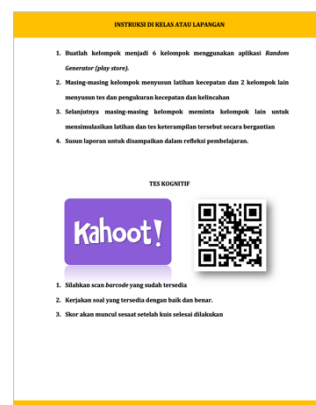 INSTRUKSI DI KELAS ATAU LAPANGAN
1. Buatlah kelompok menjadi 6 kelompok menggunakan aplikasi Random
Generator (play store).
2. Masing-masing kelompok menyusun latihan kecepatan dan 2 kelompok lain
menyusun tes dan pengukuran kecepatan dan kelincahan
3. Selanjutnya masing-masing kelompok meminta kelompok lain untuk
mensimulasikan latihan dan tes keterampilan tersebut secara bergantian
4. Susun laporan untuk disampaikan dalam refleksi pembelajaran.
TES KOGNITIF
Kahoot!
1. Silahkan scan barcode yang sudah tersedia
2. Kerjakan soal yang tersedia dengan baik dan benar.
3. Skor akan muncul sesaat setelah kuis selesai dilakukan